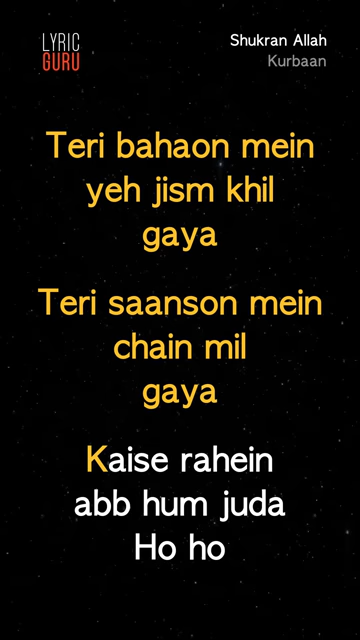 LYRIC
GURU
Shukran Allah
Kurbaan
Teri bahaon mein
yeh jism khil
gaya
Teri saanson mein
chain mil
gaya
Kaise rahein
abb hum juda
Ho ho